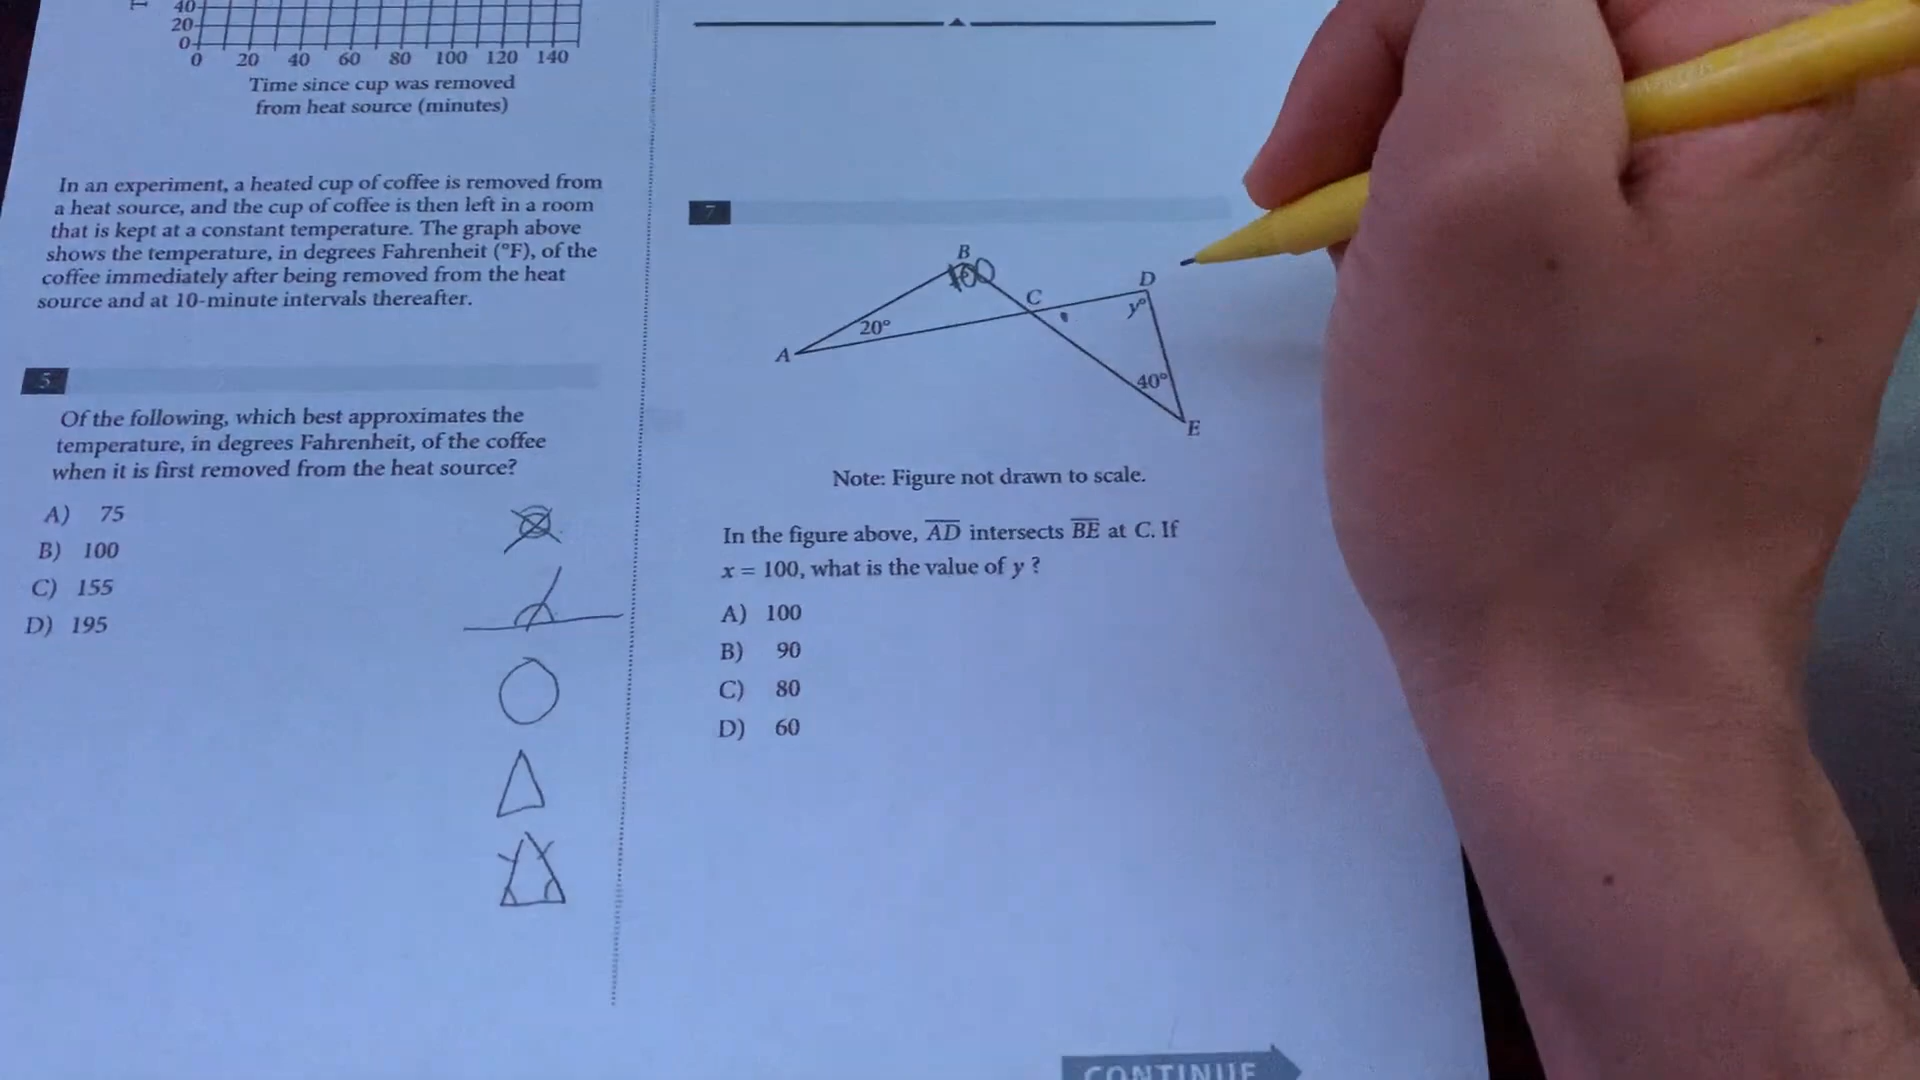 40
20
0
0 20 40 60 80 100 120 140
Time since cup was removed
from heat source (minutes)
In an experiment, a heated cup of coffee is removed from
a heat source, and the cup of coffee is then left in a room
that is kept at a constant temperature. The graph above
shows the temperature, in degrees Fahrenheit (°F), of the
coffee immediately after being removed from the heat
source and at 10-minute intervals thereafter.
5
Of the following, which best approximates the
temperature, in degrees Fahrenheit, of the coffee
when it is first removed from the heat source?
A) 75
B) 100
C) 155
D) 195
7
B
100
D
C
y°
20°
A
40°
E
Note: Figure not drawn to scale.
In the figure above, AD intersects BE at C. If
x = 100, what is the value of y ?
A) 100
B) 90
C) 80
D) 60
CONTINUE